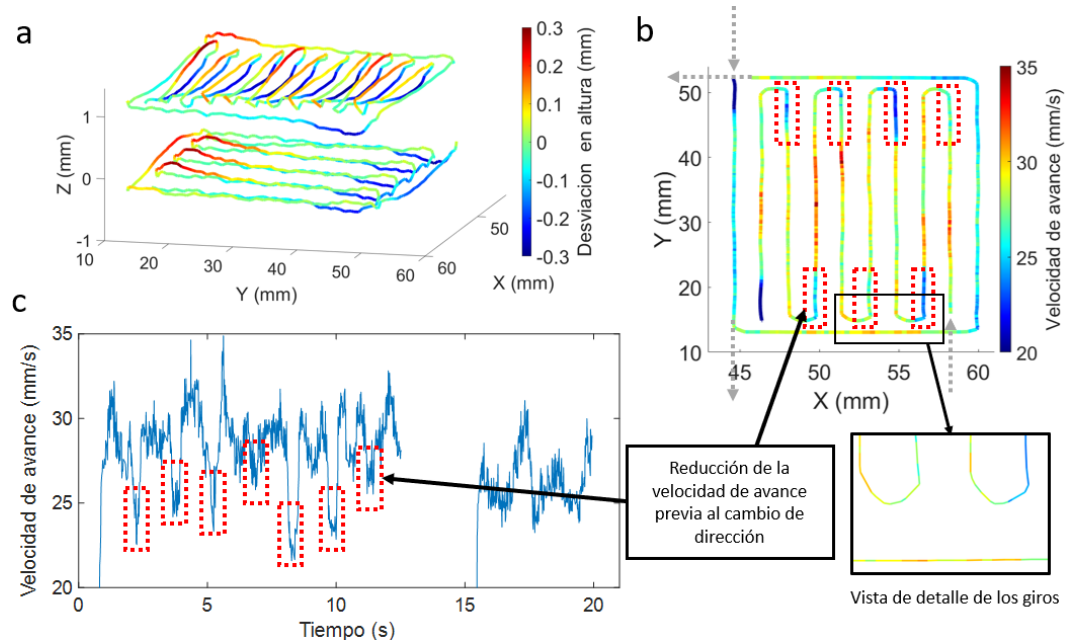 a
Z (mm)
1
0
-1
10
20
30
40
50
60
Y (mm)
50
60
X (mm)
0.3
0.2
0.1
0
-0.1
-0.2
-0.3
Desviacion en altura (mm)
b
Y (mm)
50
40
30
20
10
45
50
55
60
X (mm)
35
30
25
20
Velocidad de avance (mm/s)
c
Velocidad de avance (mm/s)
35
30
25
20
0
5
10
15
20
Tiempo (s)
Reducción de la
velocidad de avance
previa al cambio de
dirección
Vista de detalle de los giros